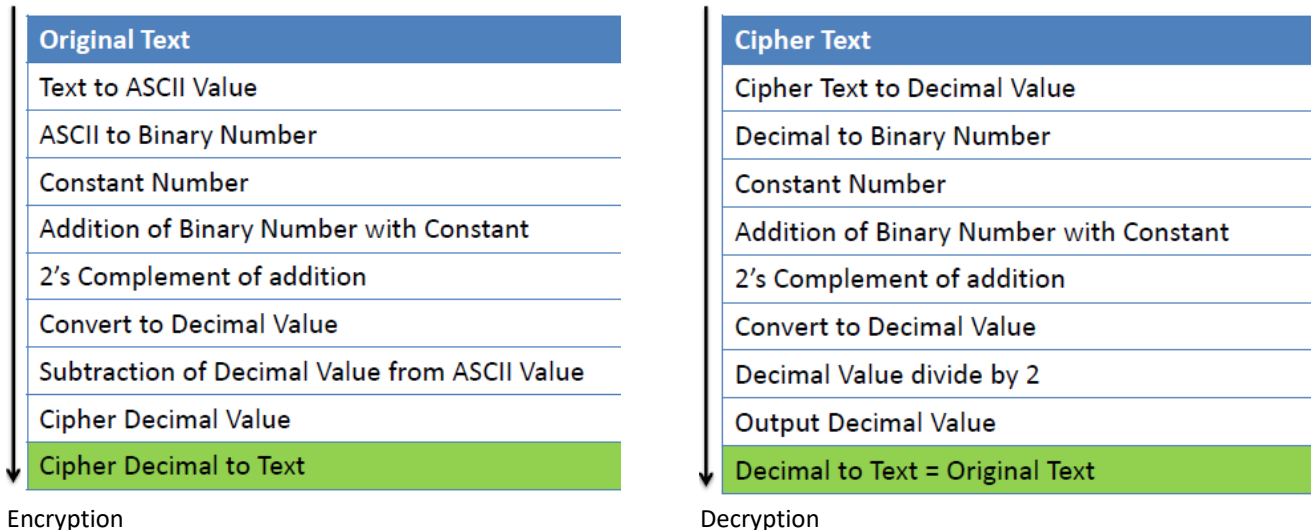 Original Text
Text to ASCII Value
ASCII to Binary Number
Constant Number
Addition of Binary Number with Constant
2’s Complement of addition
Convert to Decimal Value
Subtraction of Decimal Value from ASCII Value
Cipher Decimal Value
Cipher Decimal to Text
Encryption
Cipher Text
Cipher Text to Decimal Value
Decimal to Binary Number
Constant Number
Addition of Binary Number with Constant
2’s Complement of addition
Convert to Decimal Value
Decimal Value divide by 2
Output Decimal Value
Decimal to Text = Original Text
Decryption